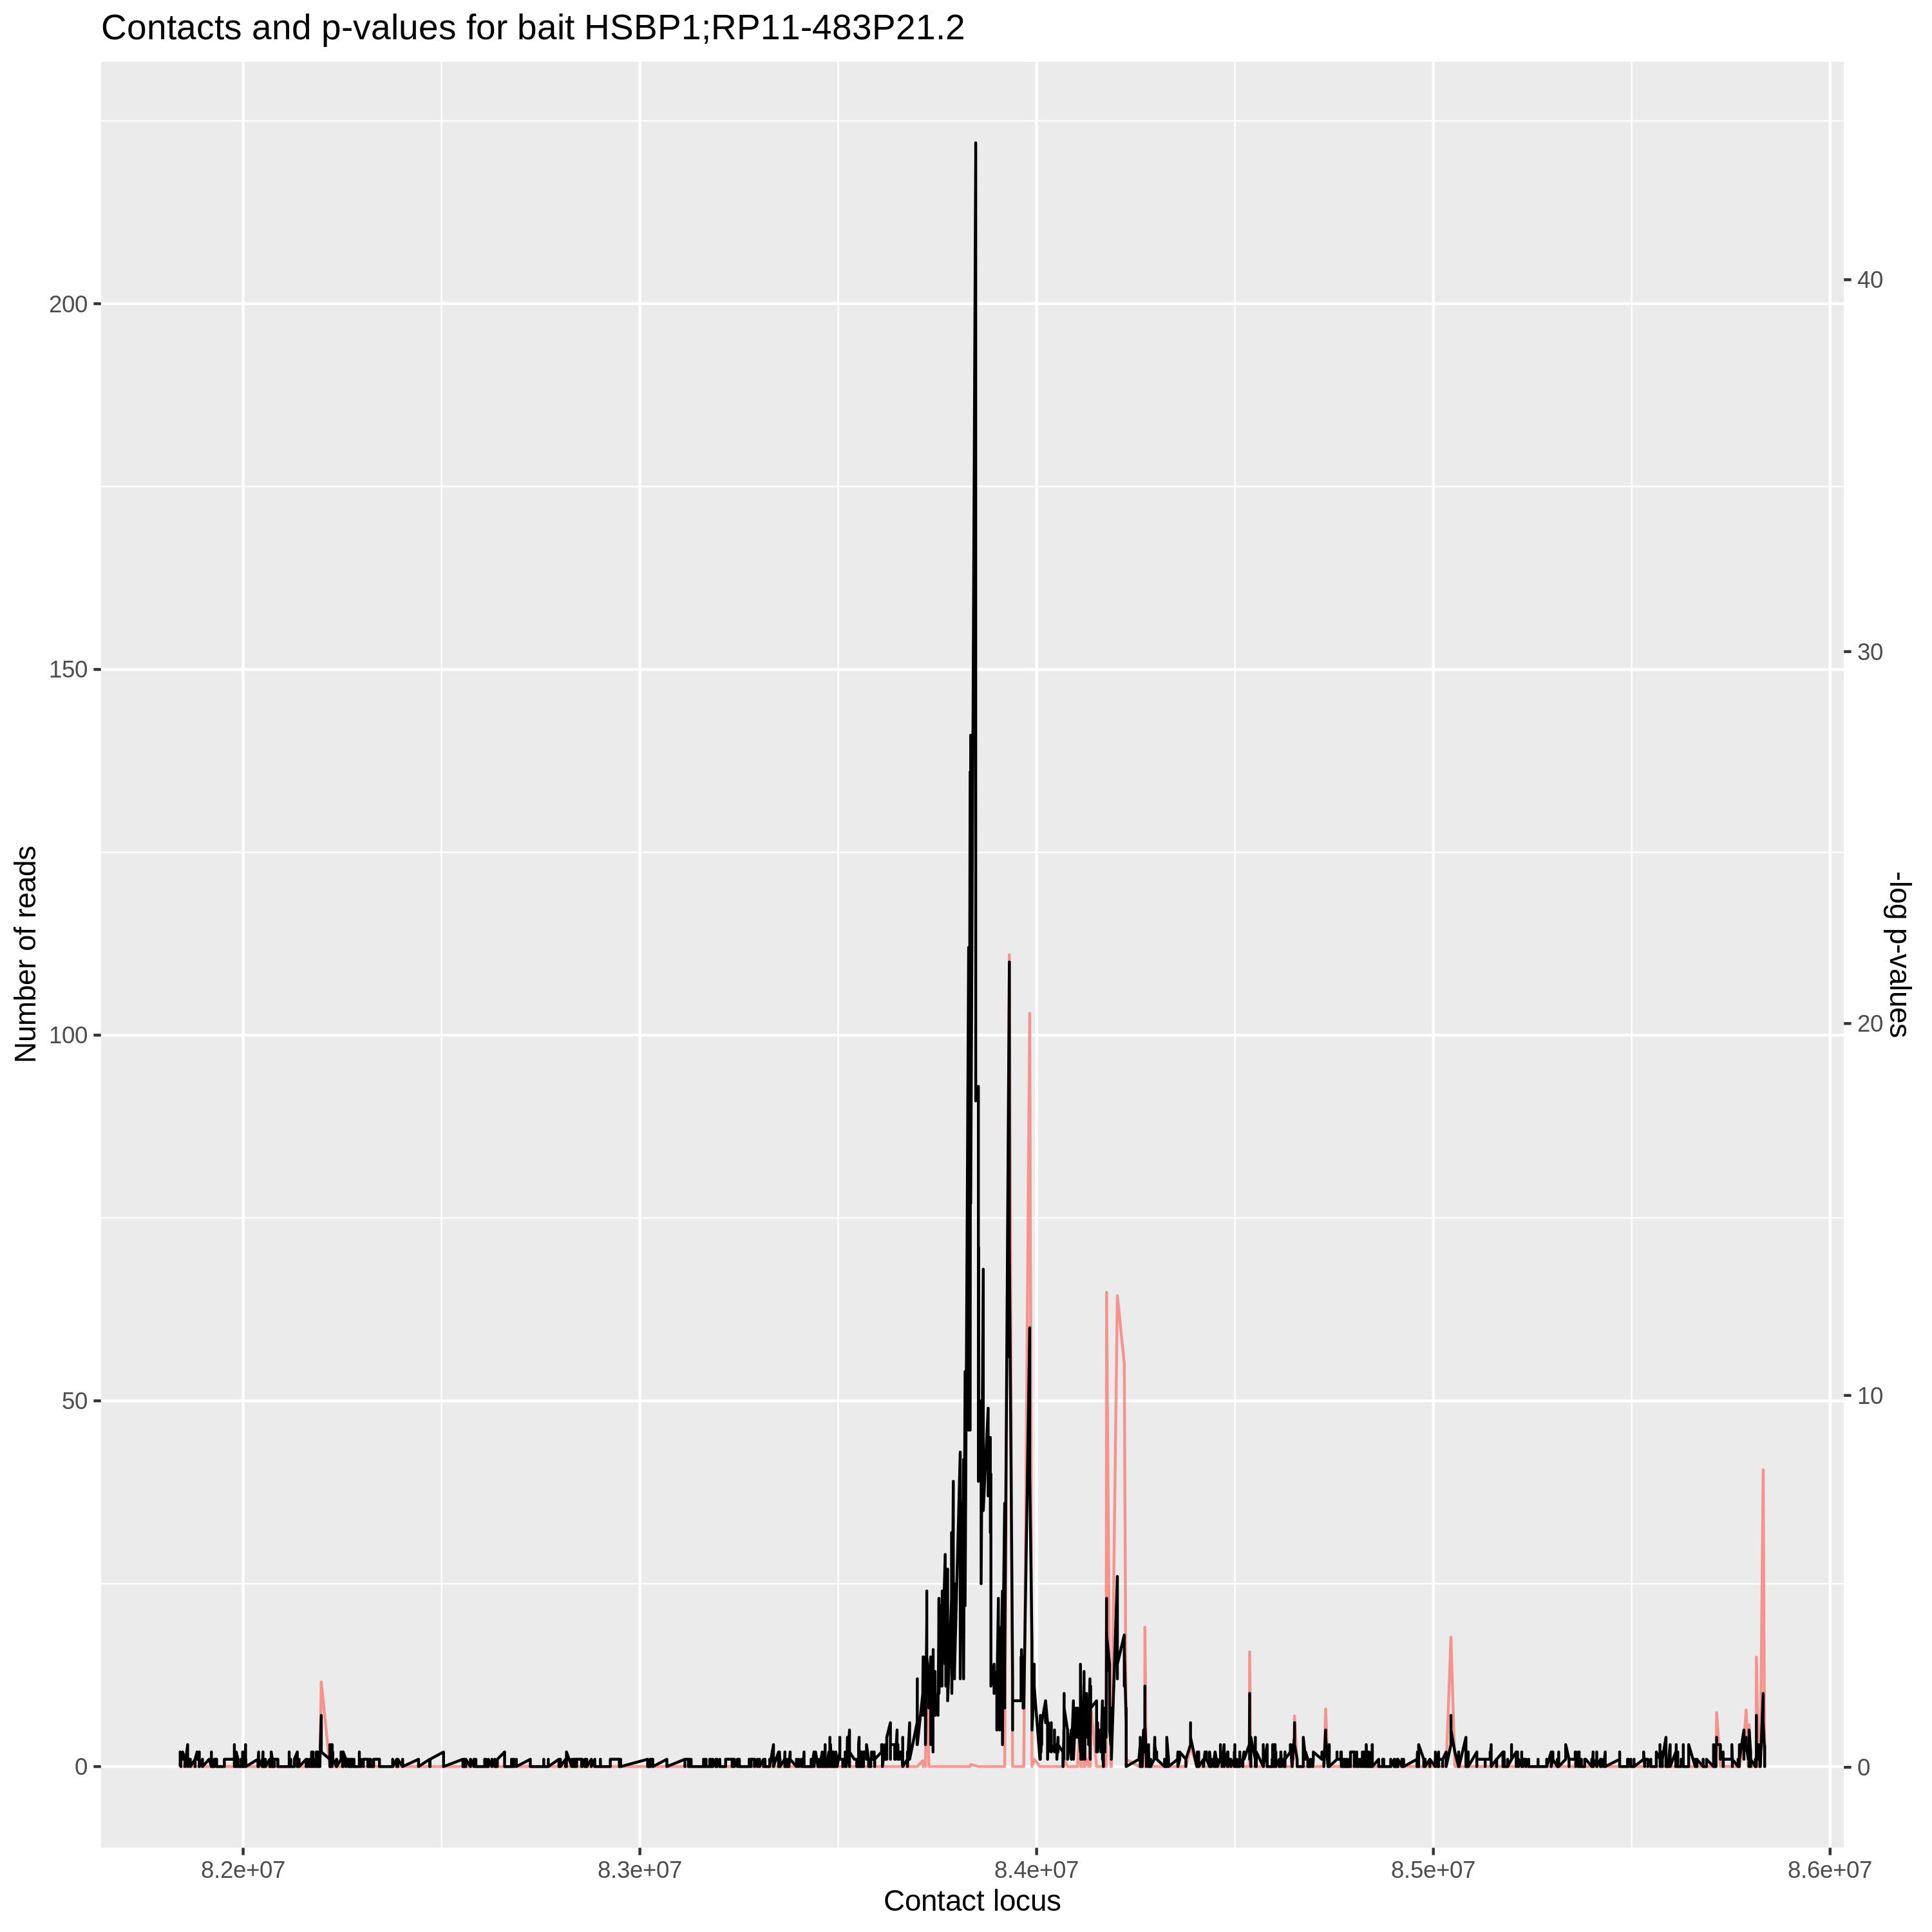 Contacts and p-values for bait HSBP1;RP11-483P21.2
Number of reads
200
150
100
50
0
40
30
20
10
0
-log p-values
8.2e+07
8.3e+07
8.4e+07
8.5e+07
8.6e+07
Contact locus